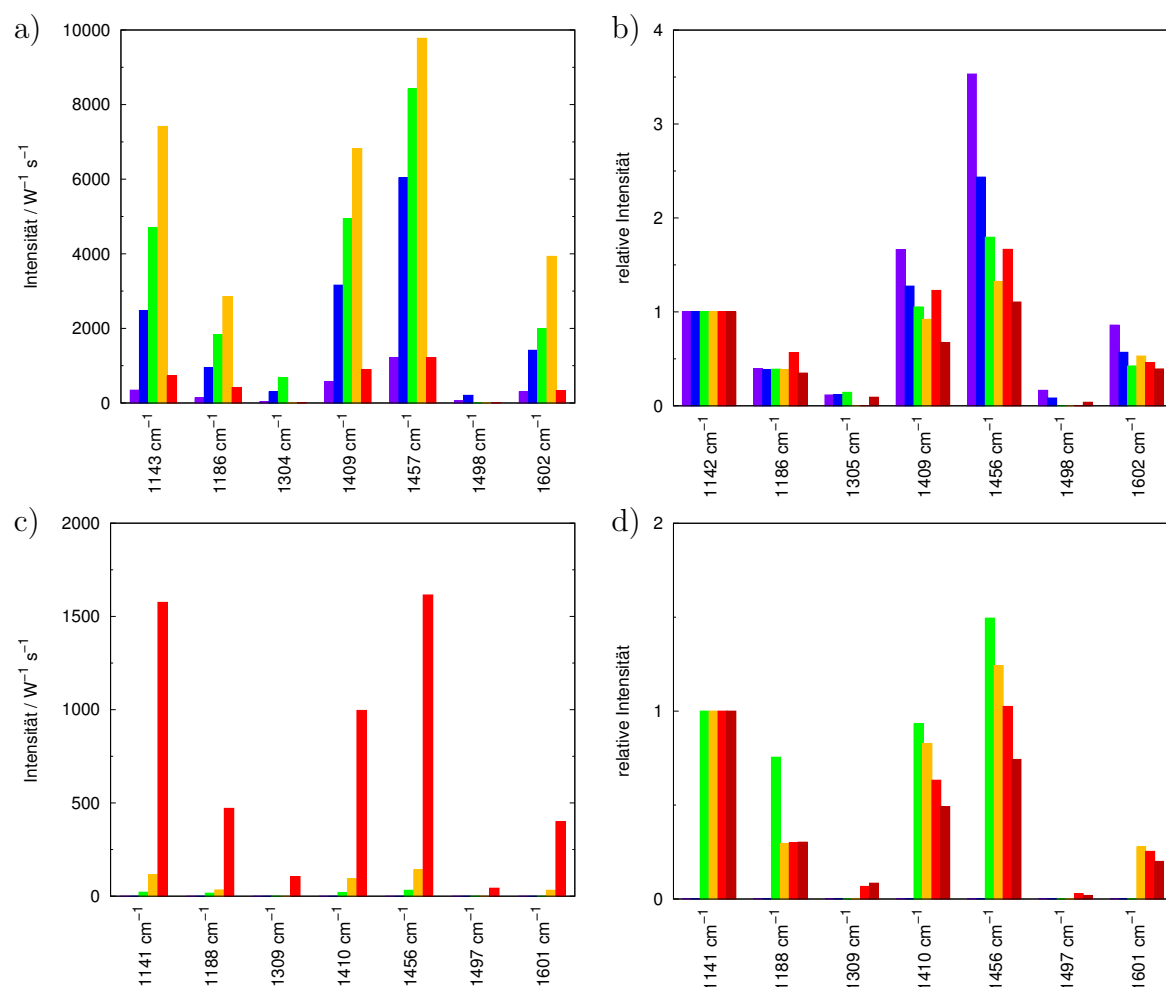 a)
Intensität / W⁻¹ s⁻¹
10000
8000
6000
4000
2000
0
1143 cm⁻¹
1186 cm⁻¹
1304 cm⁻¹
1409 cm⁻¹
1457 cm⁻¹
1498 cm⁻¹
1602 cm⁻¹
b)
relative Intensität
4
3
2
1
0
1142 cm⁻¹
1186 cm⁻¹
1305 cm⁻¹
1409 cm⁻¹
1456 cm⁻¹
1498 cm⁻¹
1602 cm⁻¹
c)
Intensität / W⁻¹ s⁻¹
2000
1500
1000
500
0
1141 cm⁻¹
1188 cm⁻¹
1309 cm⁻¹
1410 cm⁻¹
1456 cm⁻¹
1497 cm⁻¹
1601 cm⁻¹
d)
relative Intensität
2
1
0
1141 cm⁻¹
1188 cm⁻¹
1309 cm⁻¹
1410 cm⁻¹
1456 cm⁻¹
1497 cm⁻¹
1601 cm⁻¹